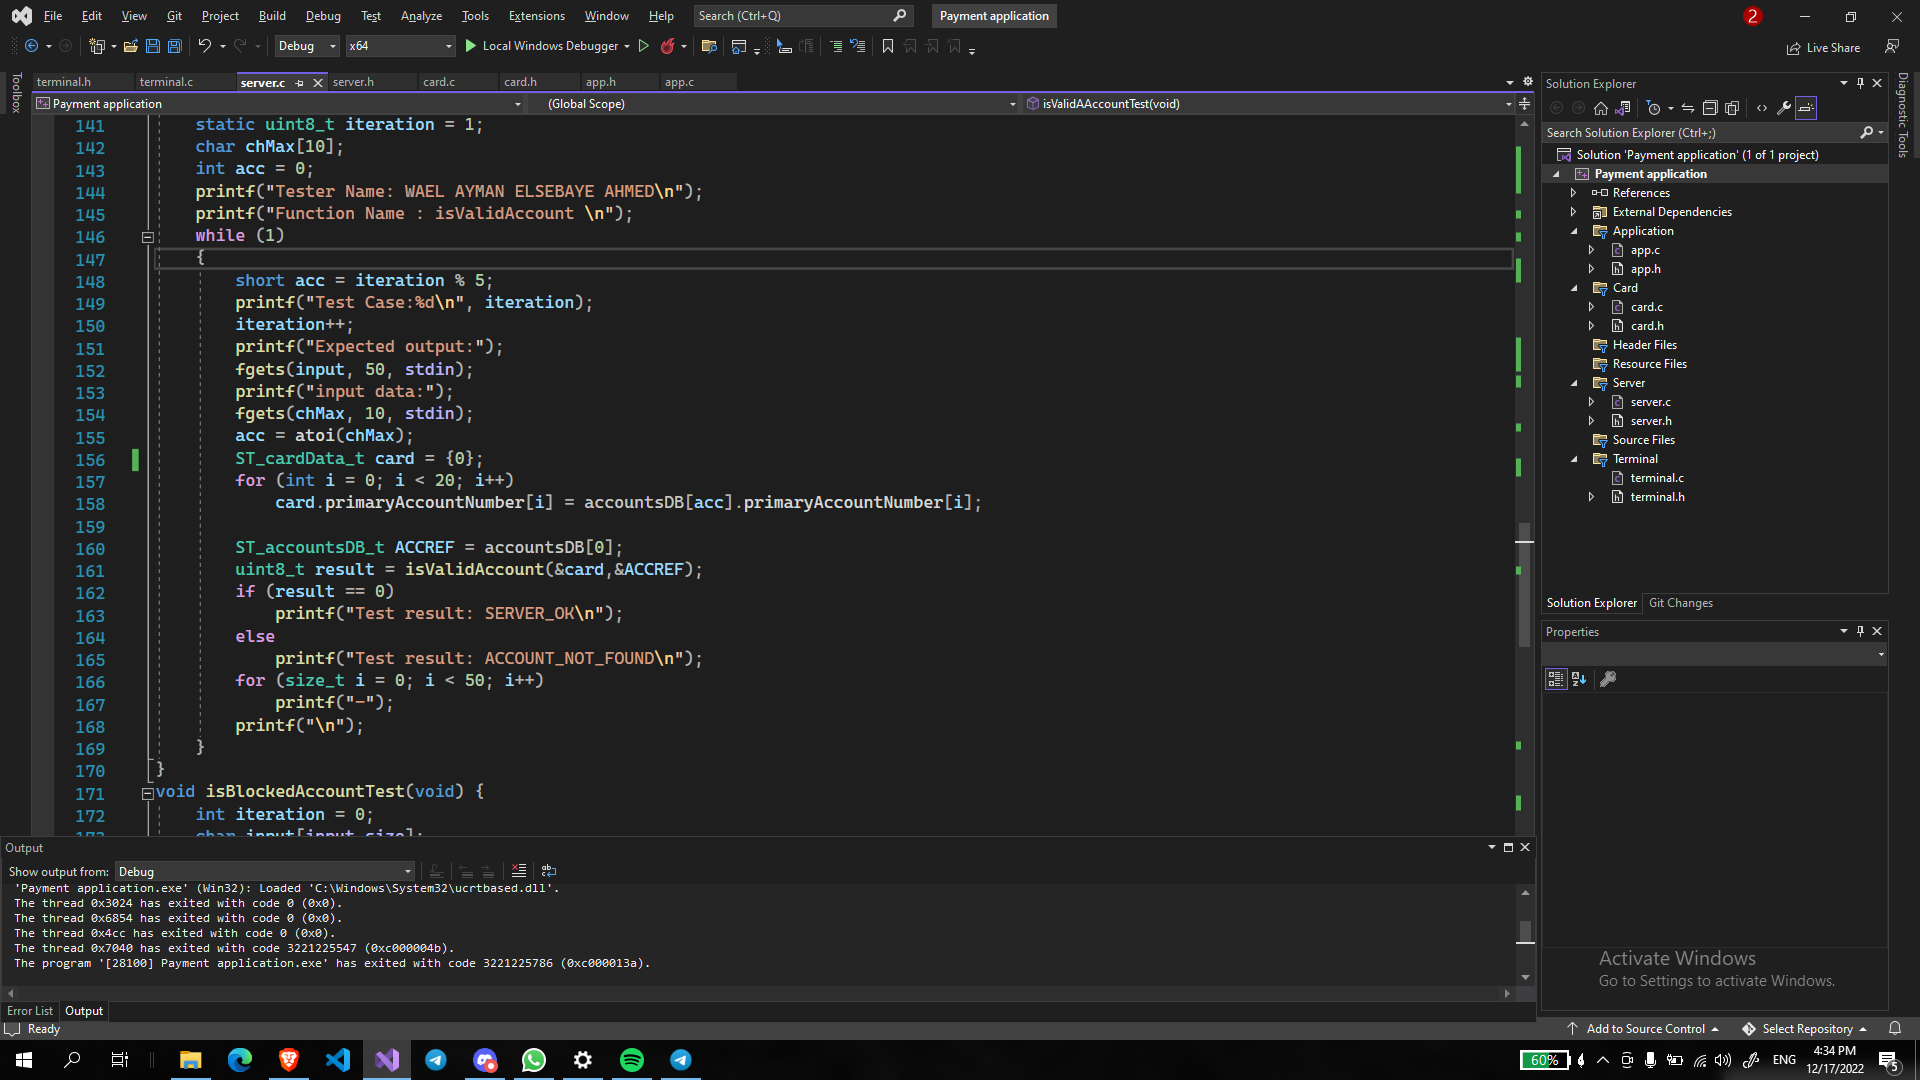 File Edit View Git Project Build Debug Test Analyze Tools Extensions Window Help Search (Ctrl+Q) Payment application 2
Debug x64 Local Windows Debugger Live Share
Toolbox
terminal.h terminal.c server.c server.h card.c card.h app.h app.c
Payment application (Global Scope) isValidAAccountTest(void)
141 static uint8_t iteration = 1;
142 char chMax[10];
143 int acc = 0;
144 printf("Tester Name: WAEL AYMAN ELSEBAYE AHMED\n");
145 printf("Function Name : isValidAccount \n");
146 while (1)
147 {
148 short acc = iteration % 5;
149 printf("Test Case:%d\n", iteration);
150 iteration++;
151 printf("Expected output:");
152 fgets(input, 50, stdin);
153 printf("input data:");
154 fgets(chMax, 10, stdin);
155 acc = atoi(chMax);
156 ST_cardData_t card = {0};
157 for (int i = 0; i < 20; i++)
158 card.primaryAccountNumber[i] = accountsDB[acc].primaryAccountNumber[i];
159
160 ST_accountsDB_t ACCREF = accountsDB[0];
161 uint8_t result = isValidAccount(&card,&ACCREF);
162 if (result == 0)
163 printf("Test result: SERVER_OK\n");
164 else
165 printf("Test result: ACCOUNT_NOT_FOUND\n");
166 for (size_t i = 0; i < 50; i++)
167 printf("-");
168 printf("\n");
169 }
170 }
171 void isBlockedAccountTest(void) {
172 int iteration = 0;
173 char input[input_size];
Output
Show output from: Debug
'Payment application.exe' (Win32): Loaded 'C:\Windows\System32\ucrtbased.dll'.
The thread 0x3024 has exited with code 0 (0x0).
The thread 0x6854 has exited with code 0 (0x0).
The thread 0x4cc has exited with code 0 (0x0).
The thread 0x7040 has exited with code 3221225547 (0xc000004b).
The program '[28100] Payment application.exe' has exited with code 3221225786 (0xc000013a).
Error List Output
Ready
Solution Explorer
Search Solution Explorer (Ctrl+;)
Solution 'Payment application' (1 of 1 project)
Payment application
References
External Dependencies
Application
app.c
app.h
Card
card.c
card.h
Header Files
Resource Files
Server
server.c
server.h
Source Files
Terminal
terminal.c
terminal.h
Solution Explorer Git Changes
Properties
Diagnostic Tools
Activate Windows
Go to Settings to activate Windows.
Add to Source Control Select Repository
60% ENG 4:34 PM
12/17/2022 5